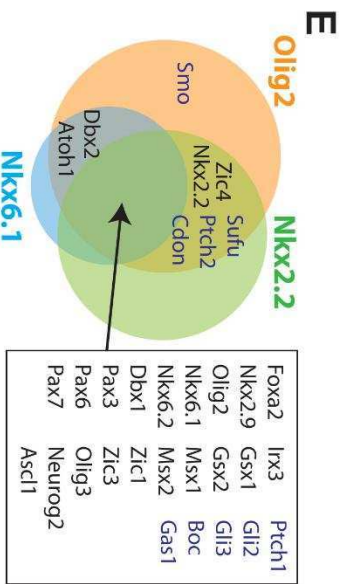 E
Olig2
Nkx2.2
Smo
Zic4 Sufu
Nkx2.2 Ptch2
Cdon
Dbx2
Atoh1
Nkx6.1
Foxa2 Irx3 Ptch1
Nkx2.9 Gsx1 Gli2
Olig2 Gsx2 Gli3
Nkx6.1 Msx1 Boc
Nkx6.2 Msx2 Gas1
Dbx1 Zic1
Pax3 Zic3
Pax6 Olig3
Pax7 Neurog2
Ascl1